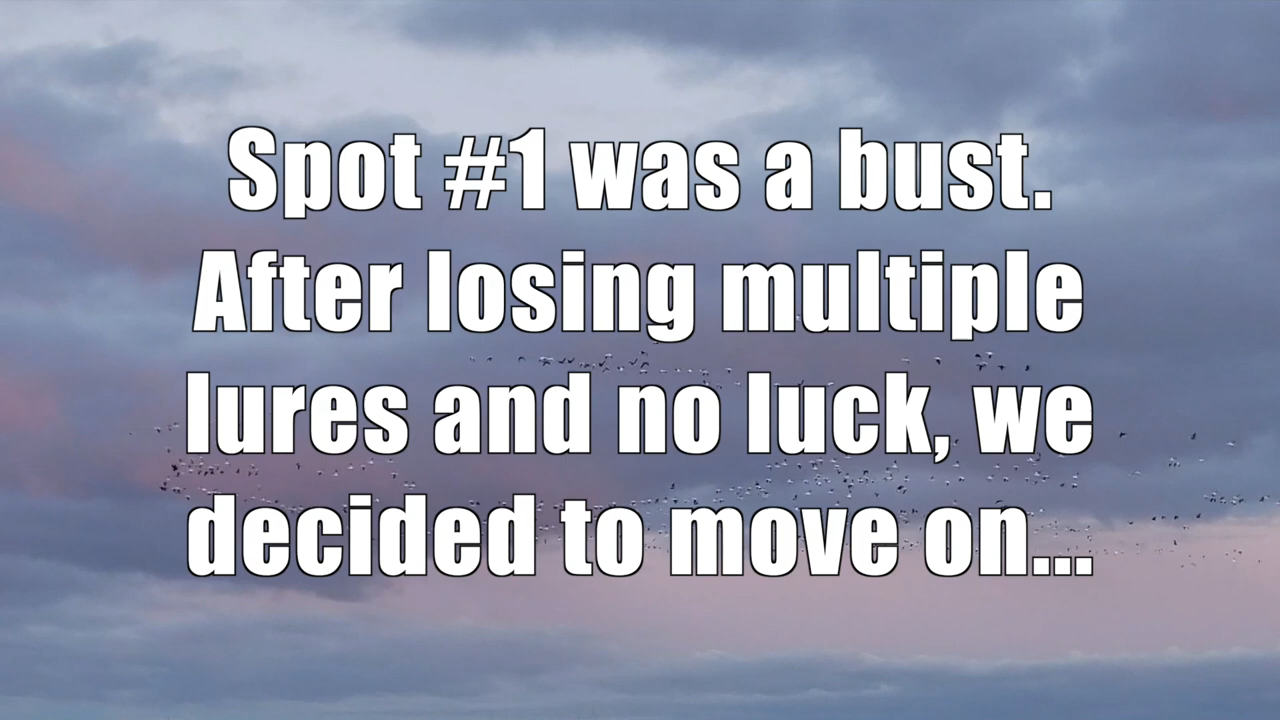 Spot #1 was a bust.
After losing multiple
lures and no luck, we
decided to move on...